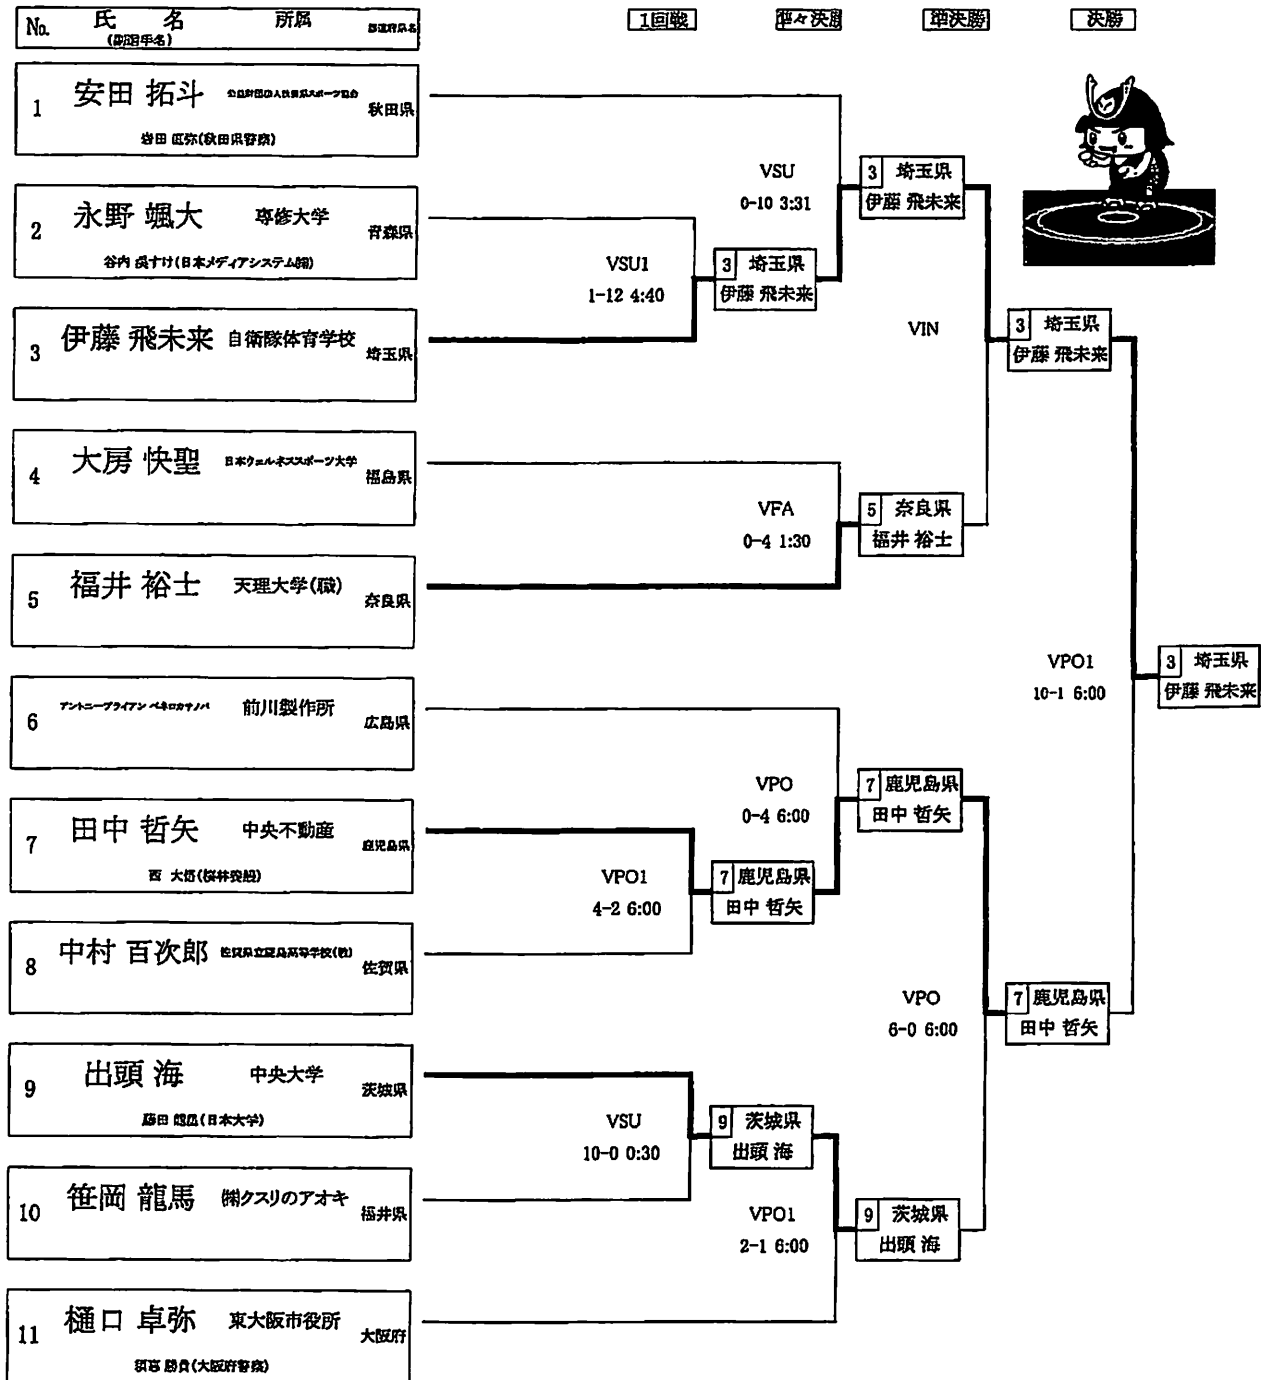 No. 氏 名 所属
1回戦 準々決勝 準決勝 決勝
1 安田 拓斗 秋田県
2 永野 颯大 専修大学 青森県
3 伊藤 飛未来 自衛隊体育学校 埼玉県
4 大房 快聖 日本ウェルネススポーツ大学 福島県
5 福井 裕士 天理大学(職) 奈良県
6 前川製作所 広島県
7 田中 哲矢 中央不動産 鹿児島県
8 中村 百次郎 佐賀県
9 出頭 海 中央大学 茨城県
(日本大学)
10 笹岡 龍馬 ㈱クスリのアオキ 福井県
11 樋口 卓弥 東大阪市役所 大阪府
(大阪府警察)
VSU1
1-12 4:40
3 埼玉県
伊藤 飛未来
VPO1
4-2 6:00
7 鹿児島県
田中 哲矢
VSU
10-0 0:30
9 茨城県
出頭 海
VSU
0-10 3:31
3 埼玉県
伊藤 飛未来
VFA
0-4 1:30
5 奈良県
福井 裕士
VPO
0-4 6:00
7 鹿児島県
田中 哲矢
VPO1
2-1 6:00
9 茨城県
出頭 海
VIN
3 埼玉県
伊藤 飛未来
VPO
6-0 6:00
7 鹿児島県
田中 哲矢
VPO1
10-1 6:00
3 埼玉県
伊藤 飛未来